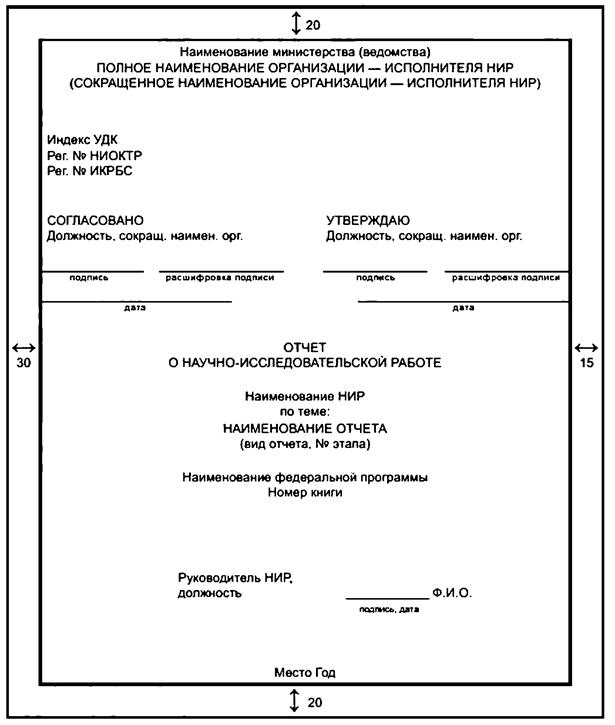 20
Наименование министерства (ведомства)
ПОЛНОЕ НАИМЕНОВАНИЕ ОРГАНИЗАЦИИ — ИСПОЛНИТЕЛЯ НИР
(СОКРАЩЕННОЕ НАИМЕНОВАНИЕ ОРГАНИЗАЦИИ — ИСПОЛНИТЕЛЯ НИР)
Индекс УДК
Рег. № НИОКТР
Рег. № ИКРБС
СОГЛАСОВАНО УТВЕРЖДАЮ
Должность, сокращ. наимен. орг. Должность, сокращ. наимен. орг.
подпись расшифровка подписи подпись расшифровка подписи
дата дата
30 15
ОТЧЕТ
О НАУЧНО-ИССЛЕДОВАТЕЛЬСКОЙ РАБОТЕ
Наименование НИР
по теме:
НАИМЕНОВАНИЕ ОТЧЕТА
(вид отчета, № этапа)
Наименование федеральной программы
Номер книги
Руководитель НИР,
должность Ф.И.О.
подпись, дата
Место Год
20